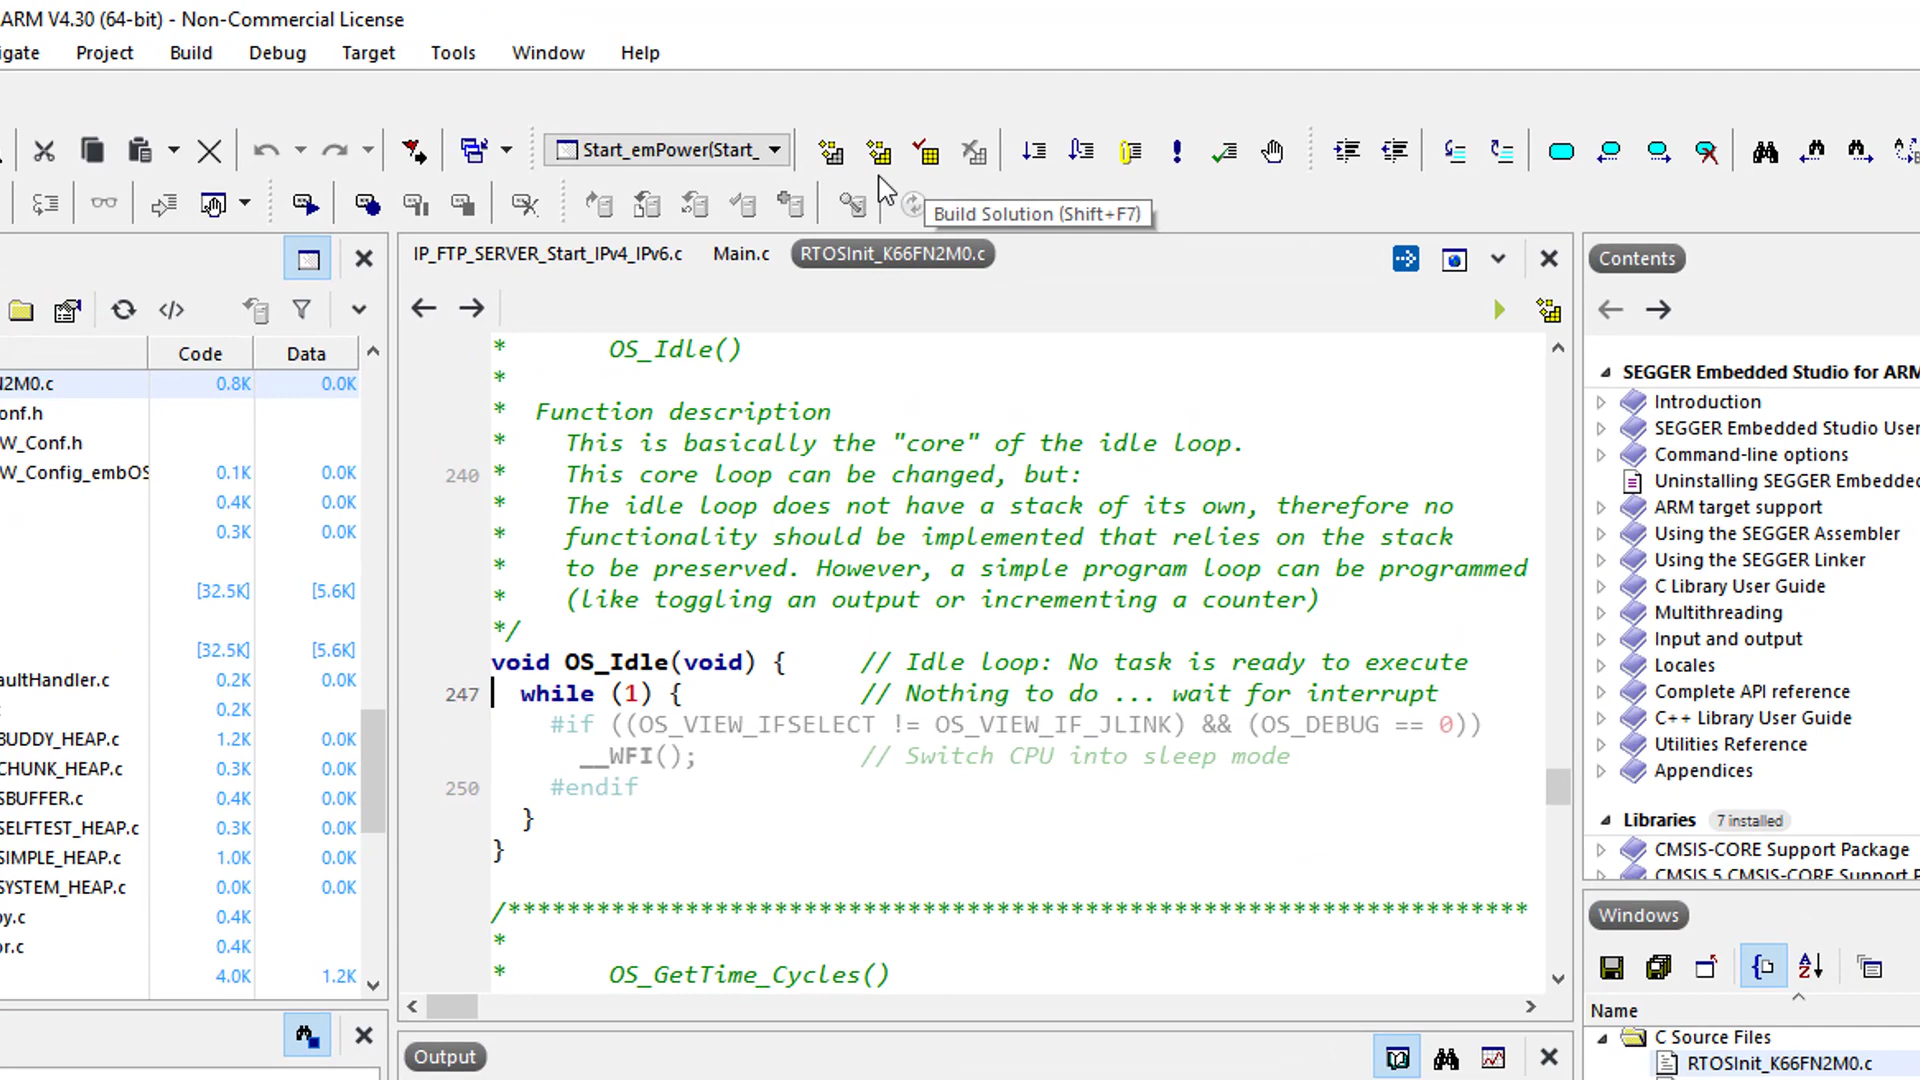 ARM V4.30 (64-bit) - Non-Commercial License
igate Project Build Debug Target Tools Window Help
Start_emPower(Start_
Build Solution (Shift+F7)
IP_FTP_SERVER_Start_IPv4_IPv6.c Main.c RTOSInit_K66FN2M0.c
Code Data
N2M0.c 0.8K 0.0K
onf.h
W_Conf.h
W_Config_embOS 0.1K 0.0K
0.4K 0.0K
0.3K 0.0K
[32.5K] [5.6K]
[32.5K] [5.6K]
aultHandler.c 0.2K 0.0K
0.2K
BUDDY_HEAP.c 1.2K 0.0K
CHUNK_HEAP.c 0.3K 0.0K
SBUFFER.c 0.4K 0.0K
SELFTEST_HEAP.c 0.3K 0.0K
SIMPLE_HEAP.c 1.0K 0.0K
SYSTEM_HEAP.c 0.0K 0.0K
py.c 0.4K
or.c 0.4K
4.0K 1.2K
* OS_Idle()
*
* Function description
* This is basically the "core" of the idle loop.
240 * This core loop can be changed, but:
* The idle loop does not have a stack of its own, therefore no
* functionality should be implemented that relies on the stack
* to be preserved. However, a simple program loop can be programmed
* (like toggling an output or incrementing a counter)
*/
void OS_Idle(void) { // Idle loop: No task is ready to execute
247 while (1) { // Nothing to do ... wait for interrupt
#if ((OS_VIEW_IFSELECT != OS_VIEW_IF_JLINK) && (OS_DEBUG == 0))
__WFI(); // Switch CPU into sleep mode
250 #endif
}
}
/**********************************************************************
*
* OS_GetTime_Cycles()
Output
Contents
SEGGER Embedded Studio for ARM
Introduction
SEGGER Embedded Studio User
Command-line options
Uninstalling SEGGER Embedded
ARM target support
Using the SEGGER Assembler
Using the SEGGER Linker
C Library User Guide
Multithreading
Input and output
Locales
Complete API reference
C++ Library User Guide
Utilities Reference
Appendices
Libraries 7 installed
CMSIS-CORE Support Package
CMSIS 5 CMSIS-CORE Support P
Windows
Name
C Source Files
RTOSInit_K66FN2M0.c